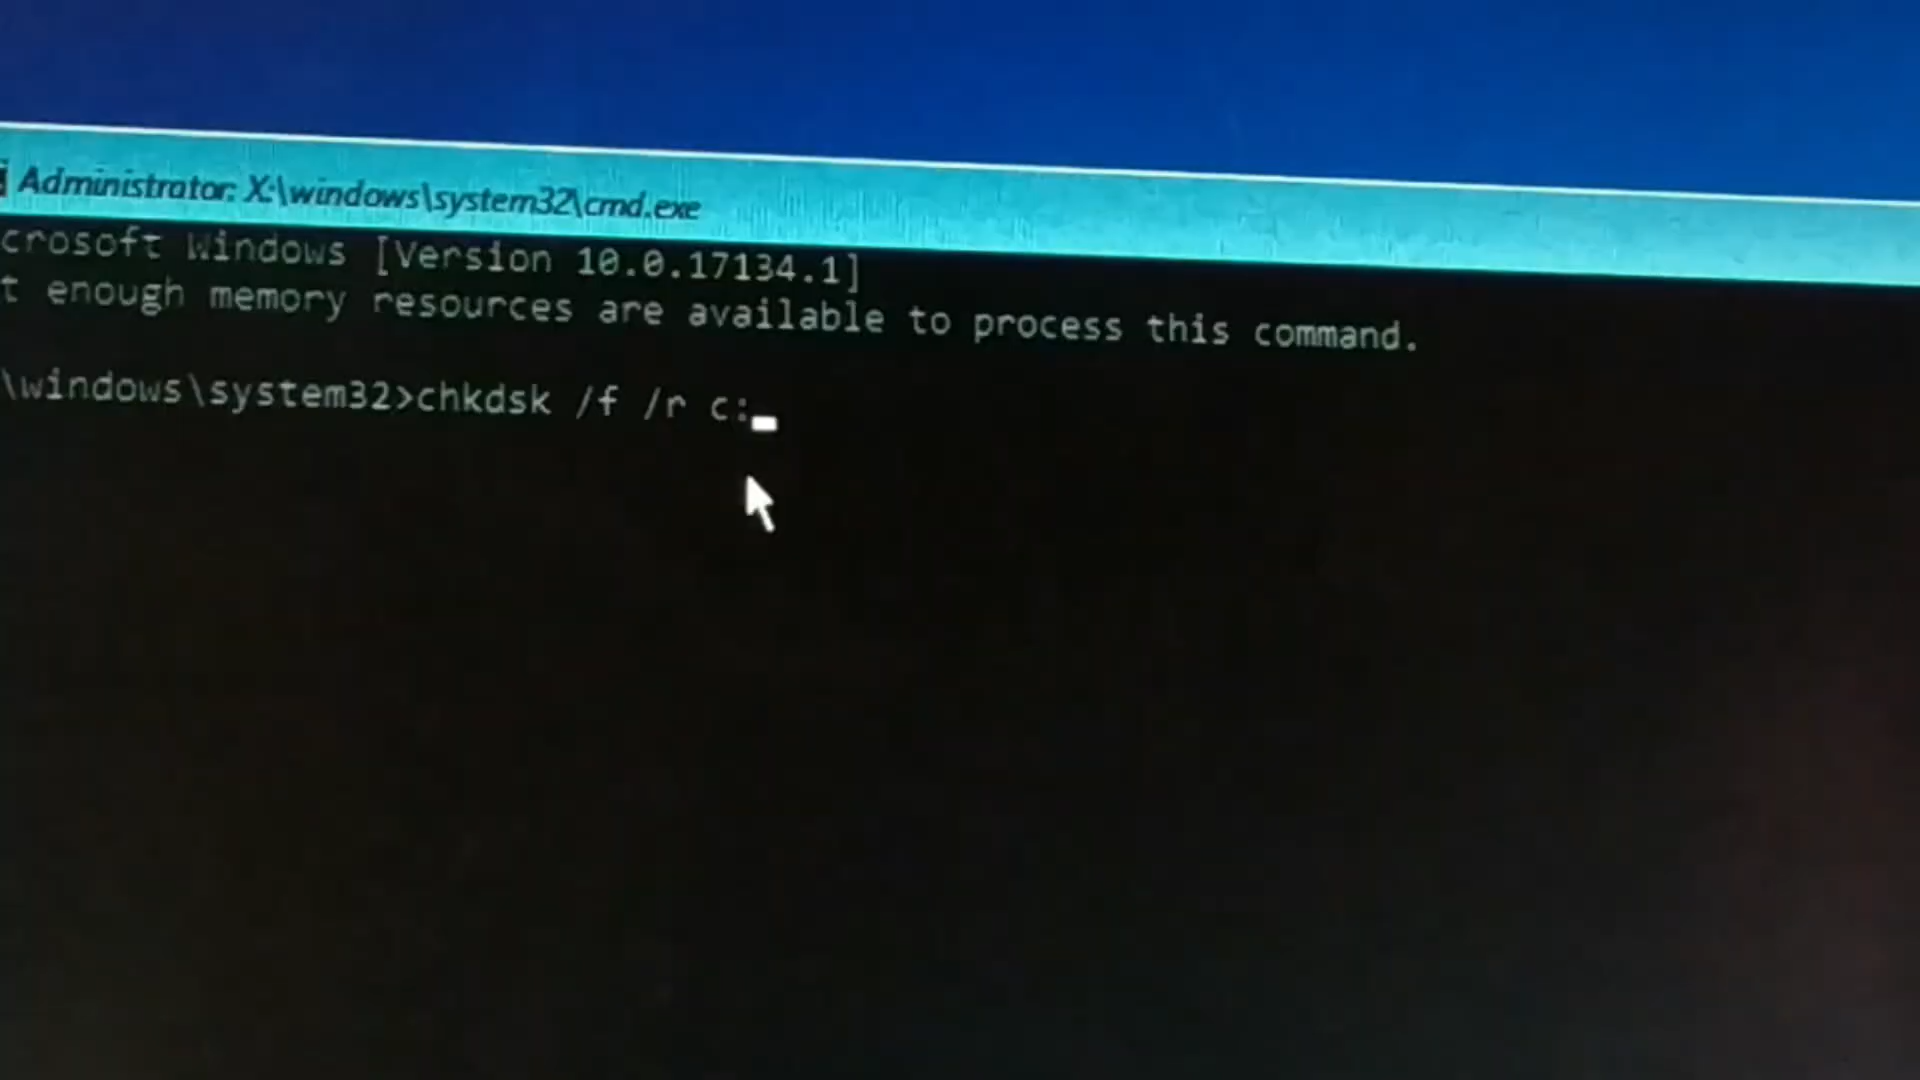 Administrator: X:\windows\system32\cmd.exe
crosoft Windows [Version 10.0.17134.1]
t enough memory resources are available to process this command.
\windows\system32>chkdsk /f /r c: